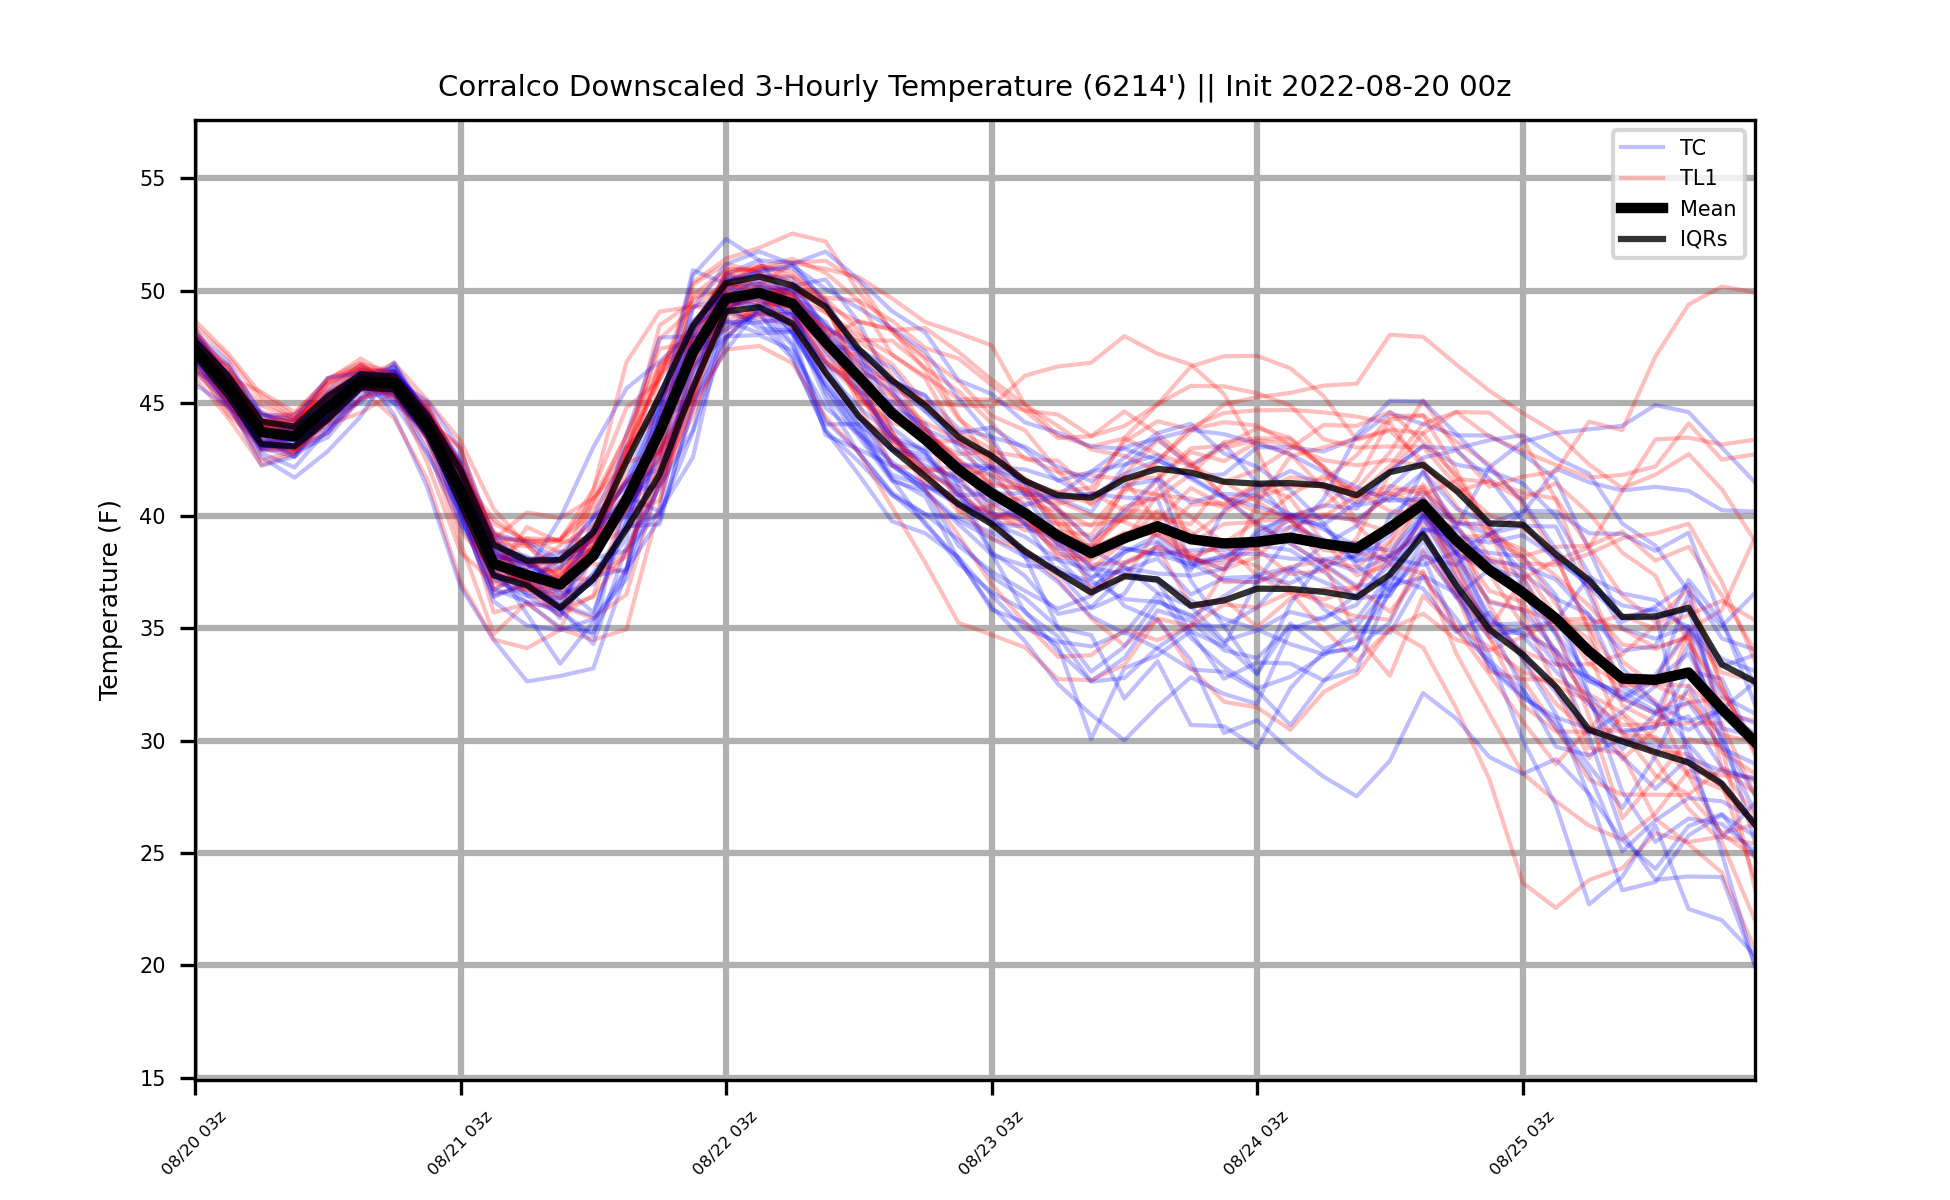 Corralco Downscaled 3-Hourly Temperature (6214') || Init 2022-08-20 00z
TC
TL1
Mean
IQRs
Temperature (F)
55
50
45
40
35
30
25
20
15
08/20 03z
08/21 03z
08/22 03z
08/23 03z
08/24 03z
08/25 03z